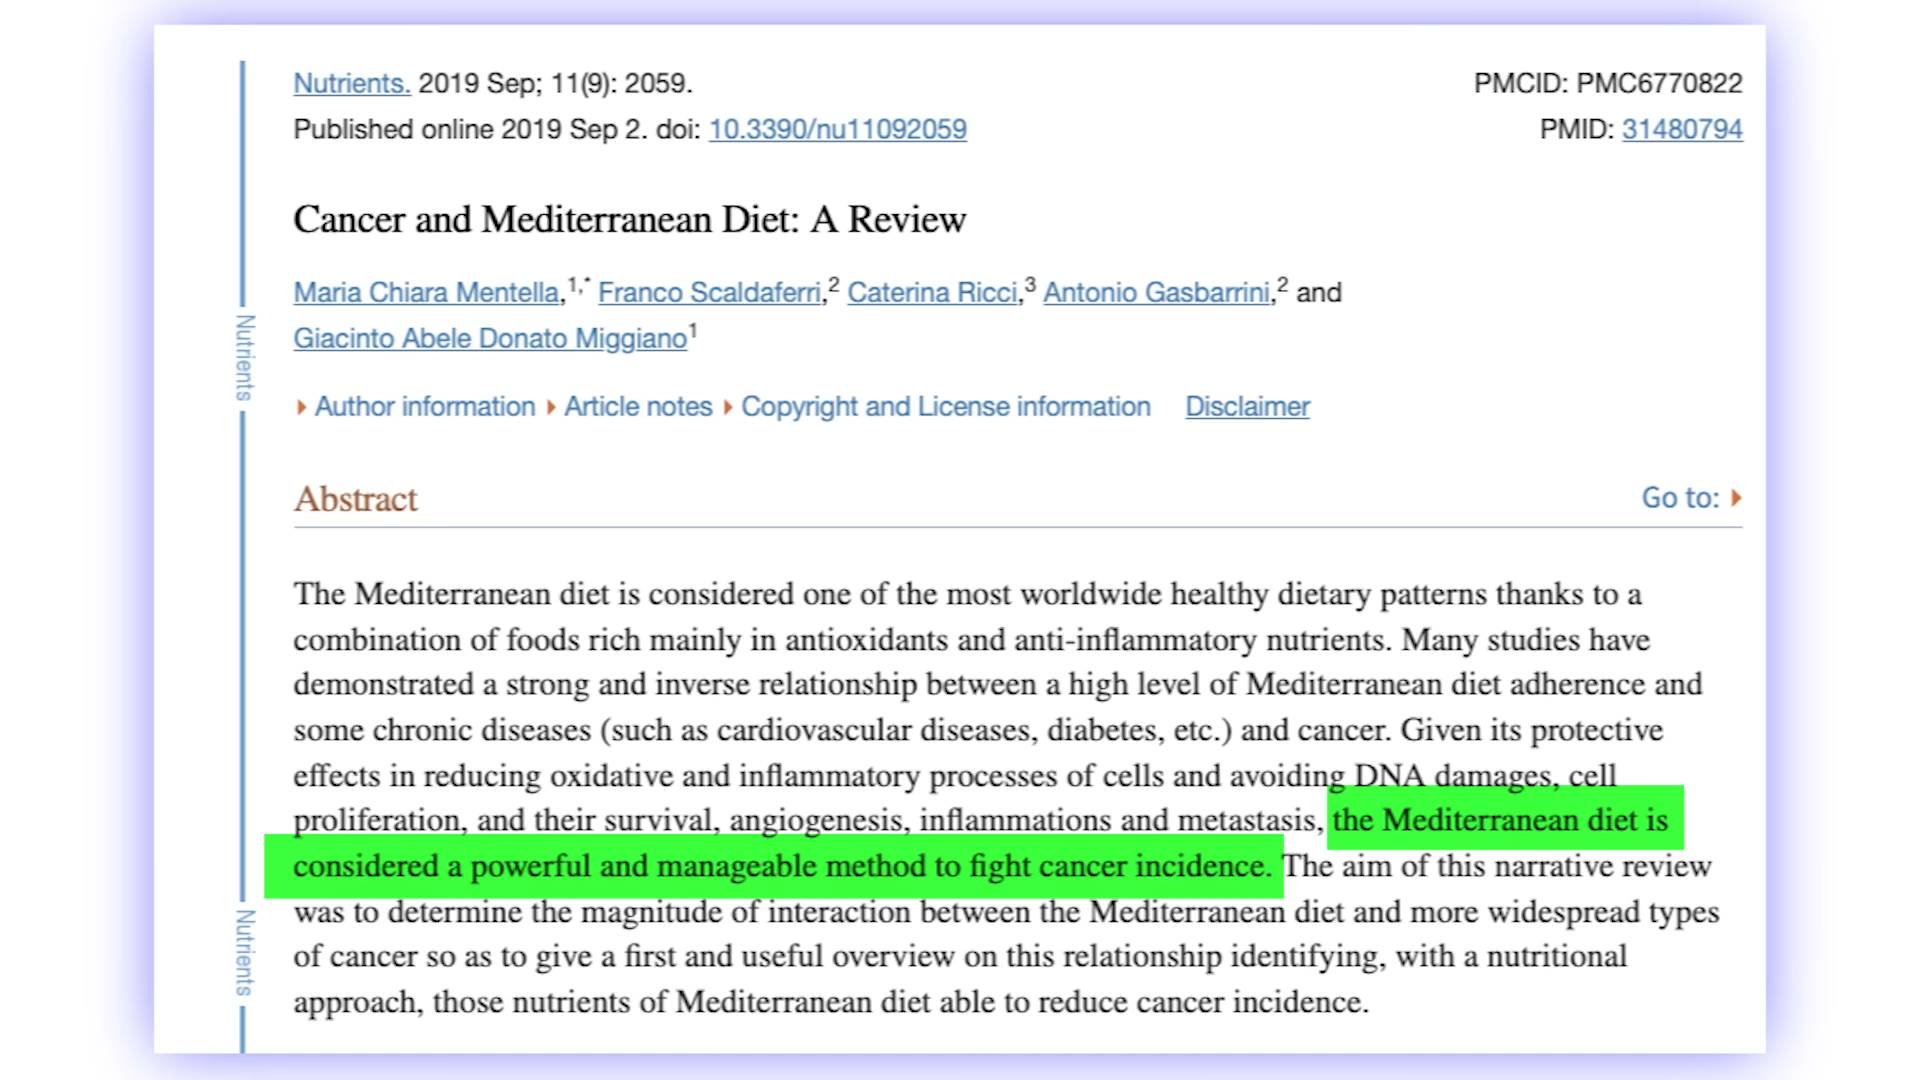 Nutrients. 2019 Sep; 11(9): 2059.
PMCID: PMC6770822
Published online 2019 Sep 2. doi: 10.3390/nu11092059
PMID: 31480794
Cancer and Mediterranean Diet: A Review
Maria Chiara Mentella,1,* Franco Scaldaferri,2 Caterina Ricci,3 Antonio Gasbarrini,2 and
Giacinto Abele Donato Miggiano1
Author information Article notes Copyright and License information Disclaimer
Nutrients
Abstract
Go to:
The Mediterranean diet is considered one of the most worldwide healthy dietary patterns thanks to a
combination of foods rich mainly in antioxidants and anti-inflammatory nutrients. Many studies have
demonstrated a strong and inverse relationship between a high level of Mediterranean diet adherence and
some chronic diseases (such as cardiovascular diseases, diabetes, etc.) and cancer. Given its protective
effects in reducing oxidative and inflammatory processes of cells and avoiding DNA damages, cell
proliferation, and their survival, angiogenesis, inflammations and metastasis, the Mediterranean diet is
considered a powerful and manageable method to fight cancer incidence. The aim of this narrative review
was to determine the magnitude of interaction between the Mediterranean diet and more widespread types
of cancer so as to give a first and useful overview on this relationship identifying, with a nutritional
approach, those nutrients of Mediterranean diet able to reduce cancer incidence.
Nutrients